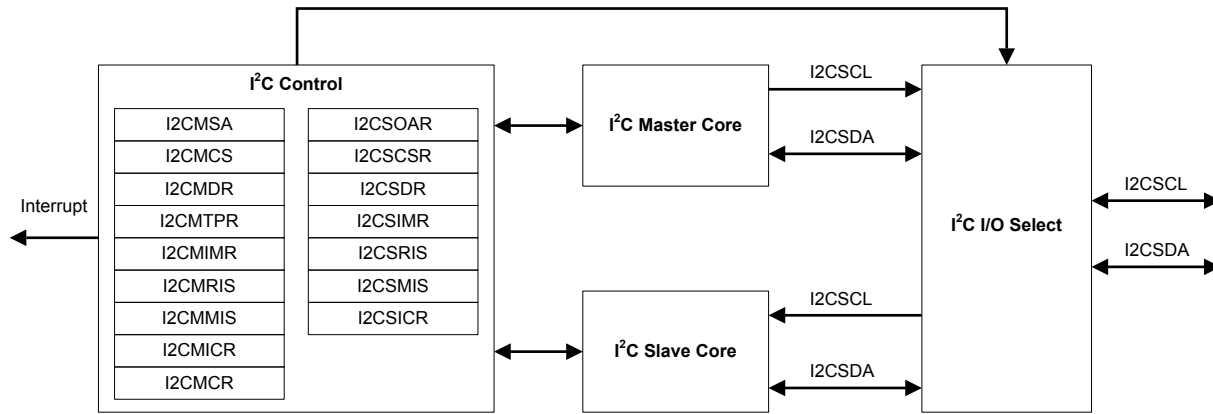 I²C Control
I2CMSA
I2CMCS
I2CMDR
I2CMTPR
I2CMIMR
I2CMRIS
I2CMMIS
I2CMICR
I2CMCR
I2CSOAR
I2CSCSR
I2CSDR
I2CSIMR
I2CSRIS
I2CSMIS
I2CSICR
Interrupt
I²C Master Core
I2CSCL
I2CSDA
I²C Slave Core
I2CSCL
I2CSDA
I²C I/O Select
I2CSCL
I2CSDA